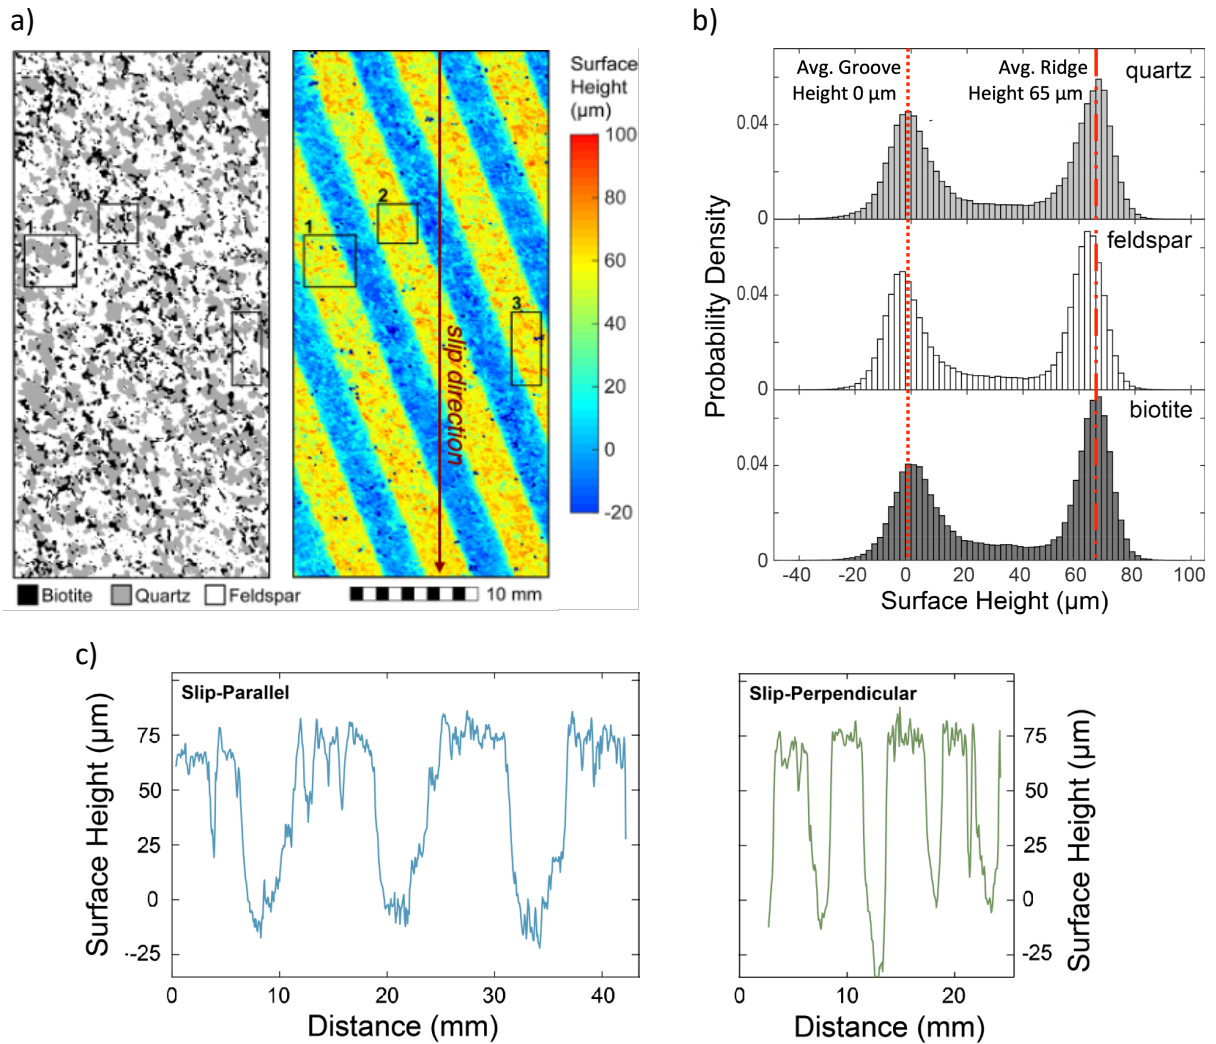 a)
Surface
Height
(µm)
100
80
60
40
20
0
-20
1
2
3
2
1
3
slip direction
Biotite
Quartz
Feldspar
10 mm
b)
Avg. Groove
Height 0 µm
Avg. Ridge
Height 65 µm
quartz
0.04
0
feldspar
0.04
0
biotite
0.04
0
Probability Density
-40
-20
0
20
40
60
80
100
Surface Height (µm)
c)
Slip-Parallel
75
50
25
0
-25
Surface Height (µm)
0
10
20
30
40
Distance (mm)
Slip-Perpendicular
75
50
25
0
-25
Surface Height (µm)
0
10
20
Distance (mm)